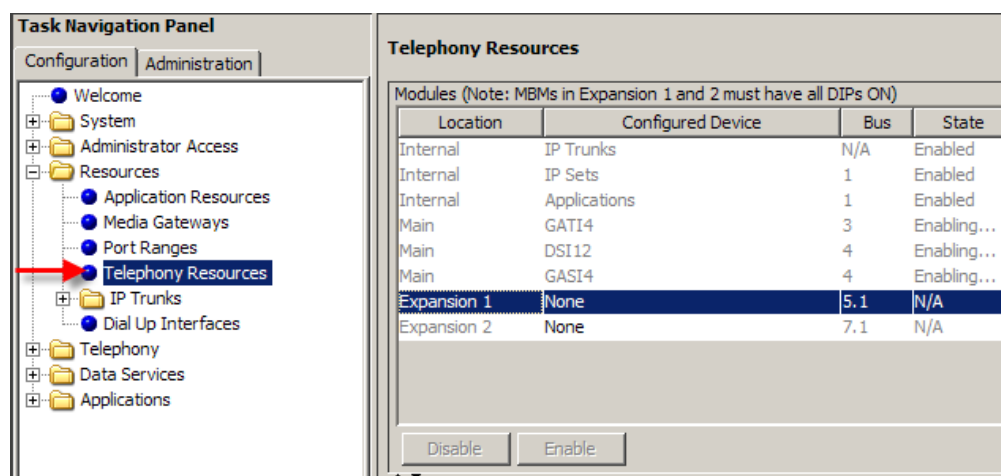 Task Navigation Panel
Configuration
Administration
Welcome
System
Administrator Access
Resources
Application Resources
Media Gateways
Port Ranges
Telephony Resources
IP Trunks
Dial Up Interfaces
Telephony
Data Services
Applications
Telephony Resources
Modules (Note: MBMs in Expansion 1 and 2 must have all DIPs ON)
Location Configured Device Bus State
Internal IP Trunks N/A Enabled
Internal IP Sets 1 Enabled
Internal Applications 1 Enabled
Main GATI4 3 Enabling...
Main DSI12 4 Enabling...
Main GASI4 4 Enabling...
Expansion 1 None 5.1 N/A
Expansion 2 None 7.1 N/A
Disable Enable